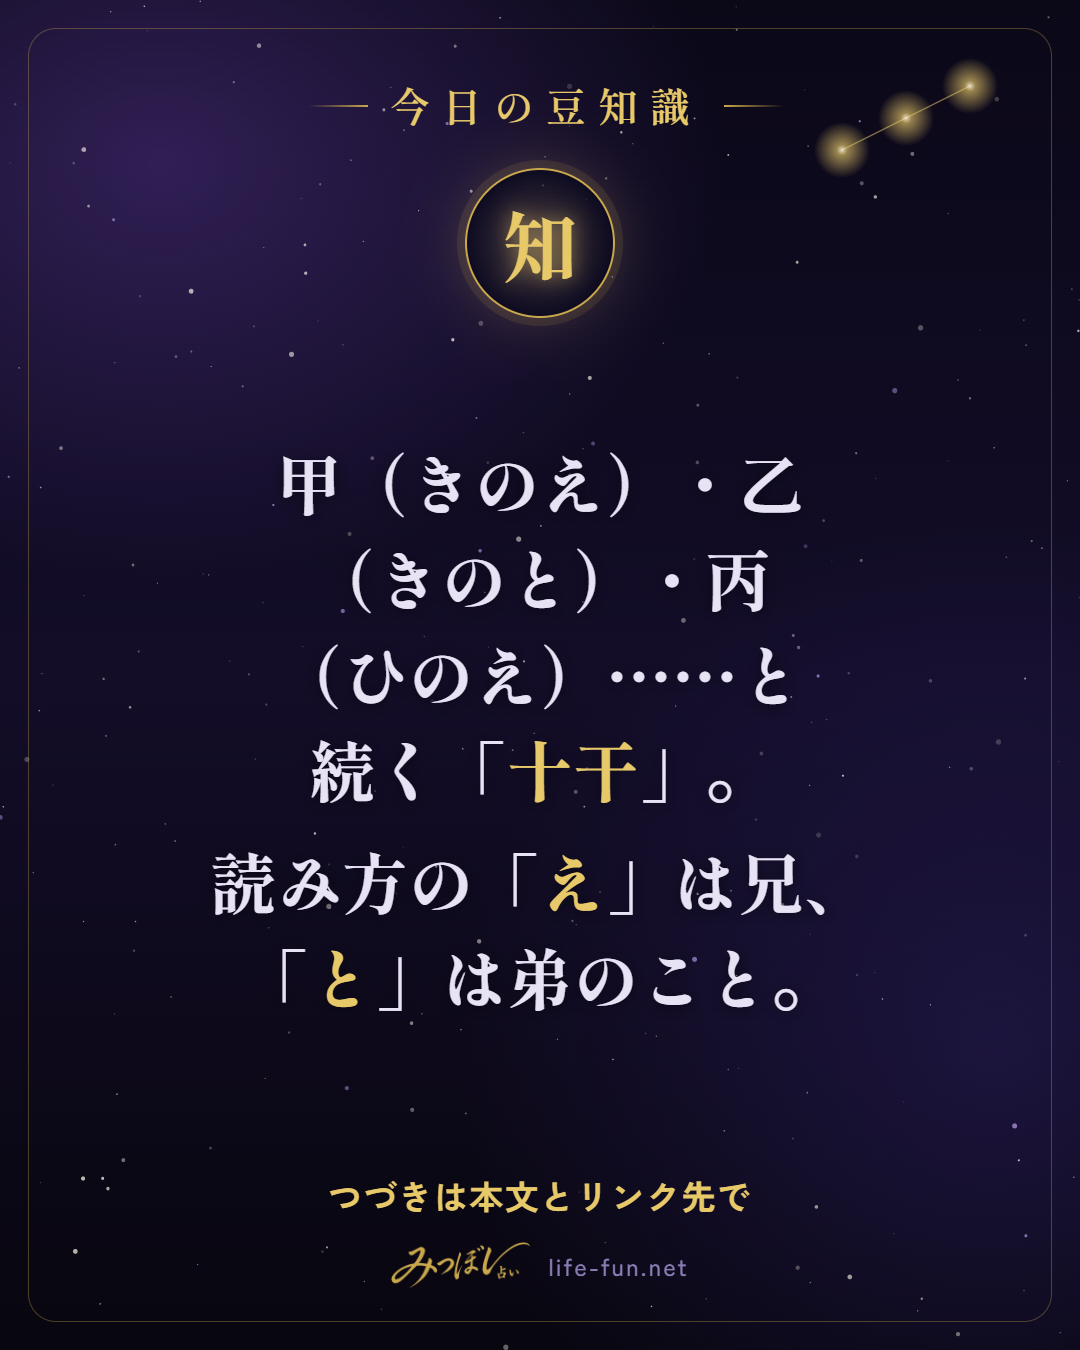 今日の豆知識
知
甲（きのえ）・乙
（きのと）・丙
（ひのえ）……と
続く「十干」。
読み方の「え」は兄、
「と」は弟のこと。
つづきは本文とリンク先で
みつぼし占い life-fun.net